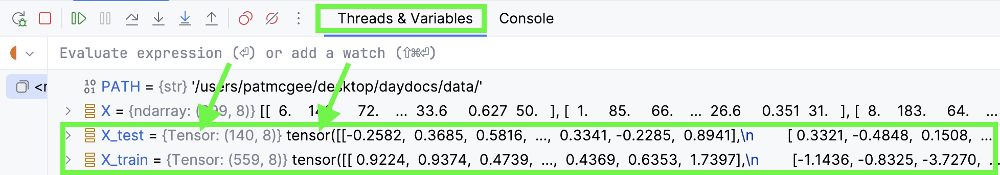 Threads & Variables Console
Evaluate expression (⏎) or add a watch (⇧⌘⏎)
<r
PATH = {str} '/users/patmcgee/desktop/daydocs/data/'
X = {ndarray: 99, 8)} [[ 6. 72. ... 33.6 0.627 50. ], [ 1. 85. 66. ... 26.6 0.351 31. ], [ 8. 183. 64. ...
X_test = {Tensor: (140, 8)} tensor([[-0.2582, 0.3685, 0.5816, ..., 0.3341, -0.2285, 0.8941],\n [ 0.3321, -0.4848, 0.1508, ...
X_train = {Tensor: (559, 8)} tensor([[ 0.9224, 0.9374, 0.4739, ..., 0.4369, 0.6353, 1.7397],\n [-1.1436, -0.8325, -3.7270, ...